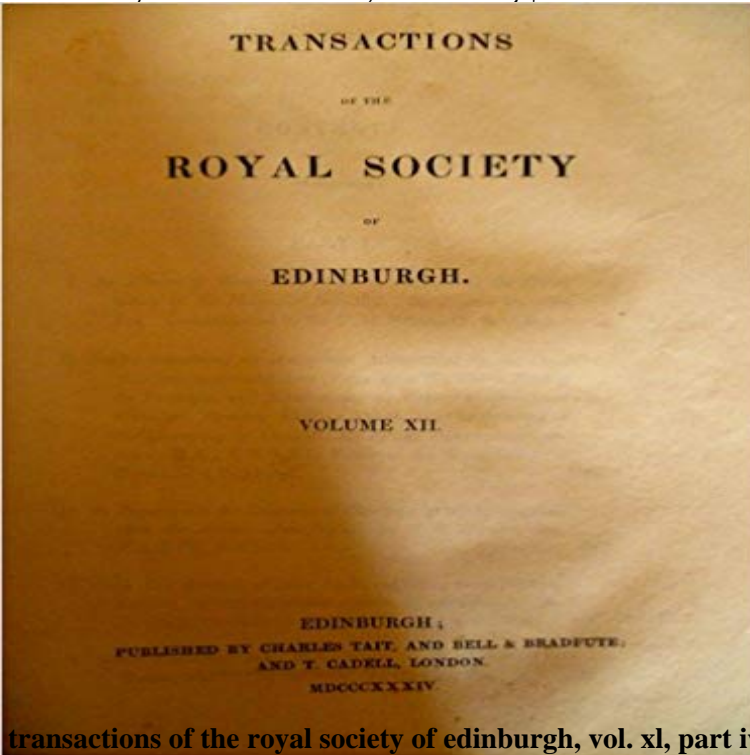 TRANSACTIONS
OF THE
ROYAL SOCIETY
OF
EDINBURGH.
VOLUME XII.
EDINBURGH;
PUBLISHED BY CHARLES TAIT, AND BELL & BRADFUTE;
AND T. CADELL, LONDON.
MDCCCXXXIV.
transactions of the royal society of edinburgh, vol. xl, part i